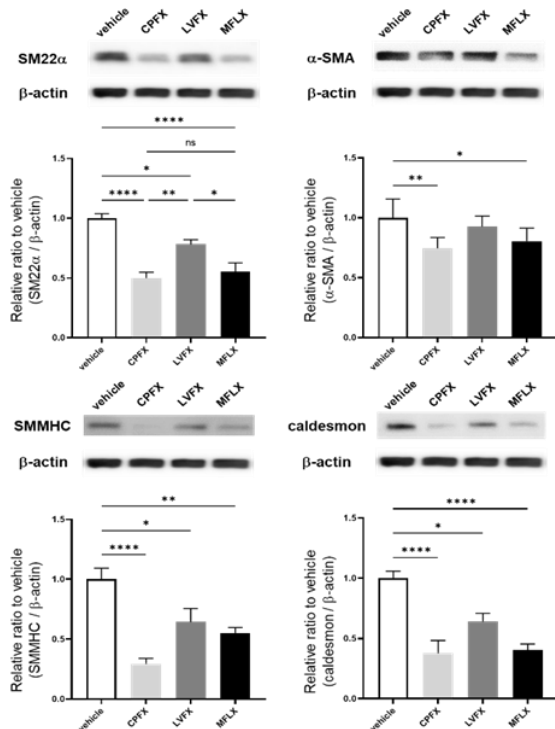 vehicle CPFX LVFX MFLX
SM22α
β-actin
****
ns
*
**** ** *
Relative ratio to vehicle
(SM22α / β-actin)
1.5
1.0
0.5
0.0
vehicle CPFX LVFX MFLX
vehicle CPFX LVFX MFLX
α-SMA
β-actin
*
**
Relative ratio to vehicle
(α-SMA / β-actin)
1.5
1.0
0.5
0.0
vehicle CPFX LVFX MFLX
vehicle CPFX LVFX MFLX
SMMHC
β-actin
**
*
****
Relative ratio to vehicle
(SMMHC / β-actin)
1.5
1.0
0.5
0.0
vehicle CPFX LVFX MFLX
vehicle CPFX LVFX MFLX
caldesmon
β-actin
****
*
****
Relative ratio to vehicle
(caldesmon / β-actin)
1.5
1.0
0.5
0.0
vehicle CPFX LVFX MFLX